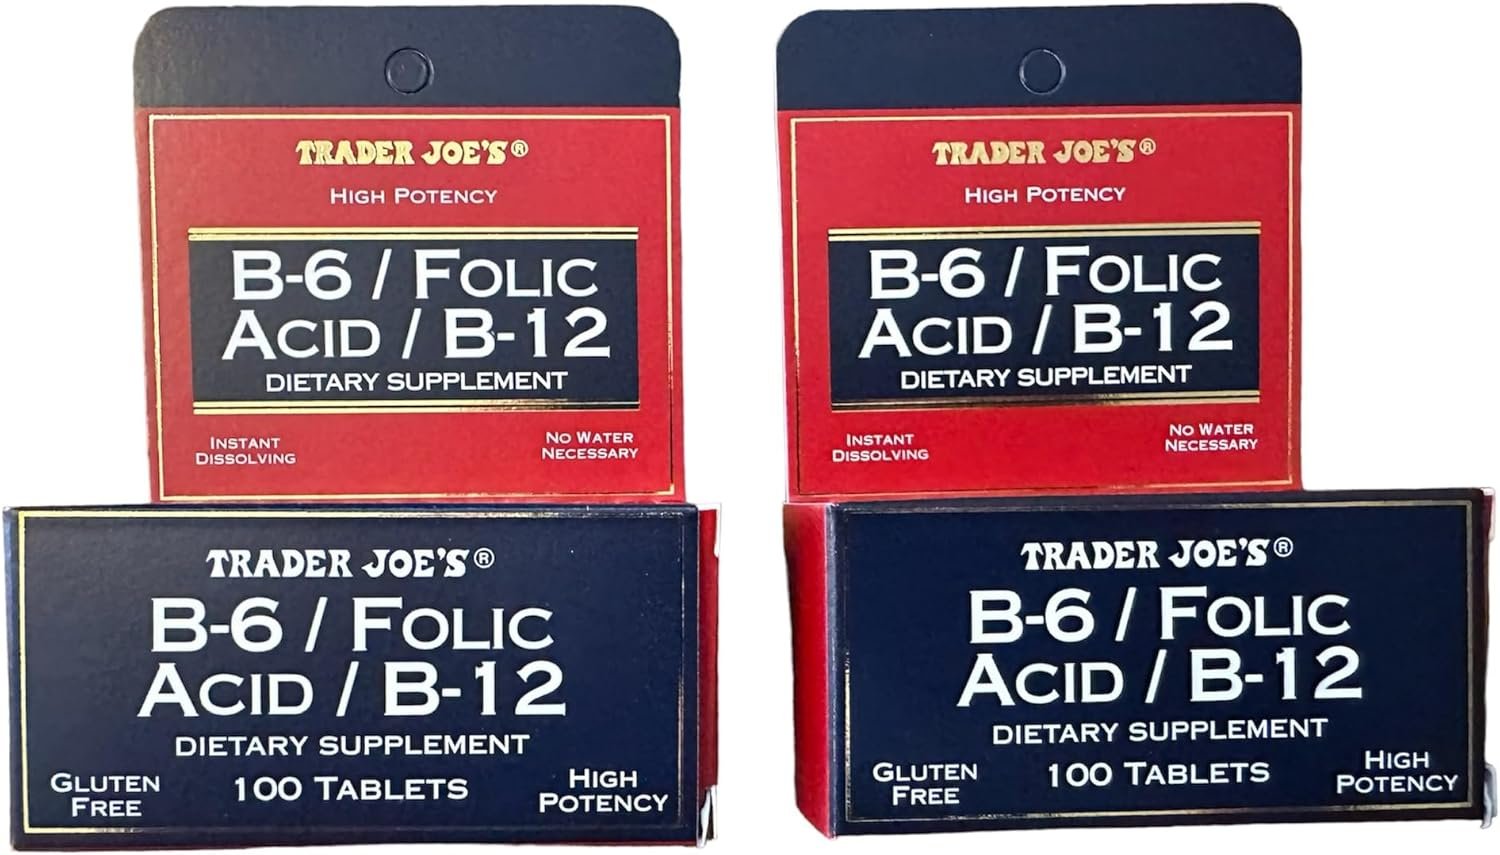 TRADER JOE'S®
HIGH POTENCY
B-6 / FOLIC
ACID / B-12
DIETARY SUPPLEMENT
INSTANT
DISSOLVING
NO WATER
NECESSARY
TRADER JOE'S®
B-6 / FOLIC
ACID / B-12
DIETARY SUPPLEMENT
GLUTEN
FREE
100 TABLETS
HIGH
POTENCY
TRADER JOE'S®
HIGH POTENCY
B-6 / FOLIC
ACID / B-12
DIETARY SUPPLEMENT
INSTANT
DISSOLVING
NO WATER
NECESSARY
TRADER JOE'S®
B-6 / FOLIC
ACID / B-12
DIETARY SUPPLEMENT
GLUTEN
FREE
100 TABLETS
HIGH
POTENCY